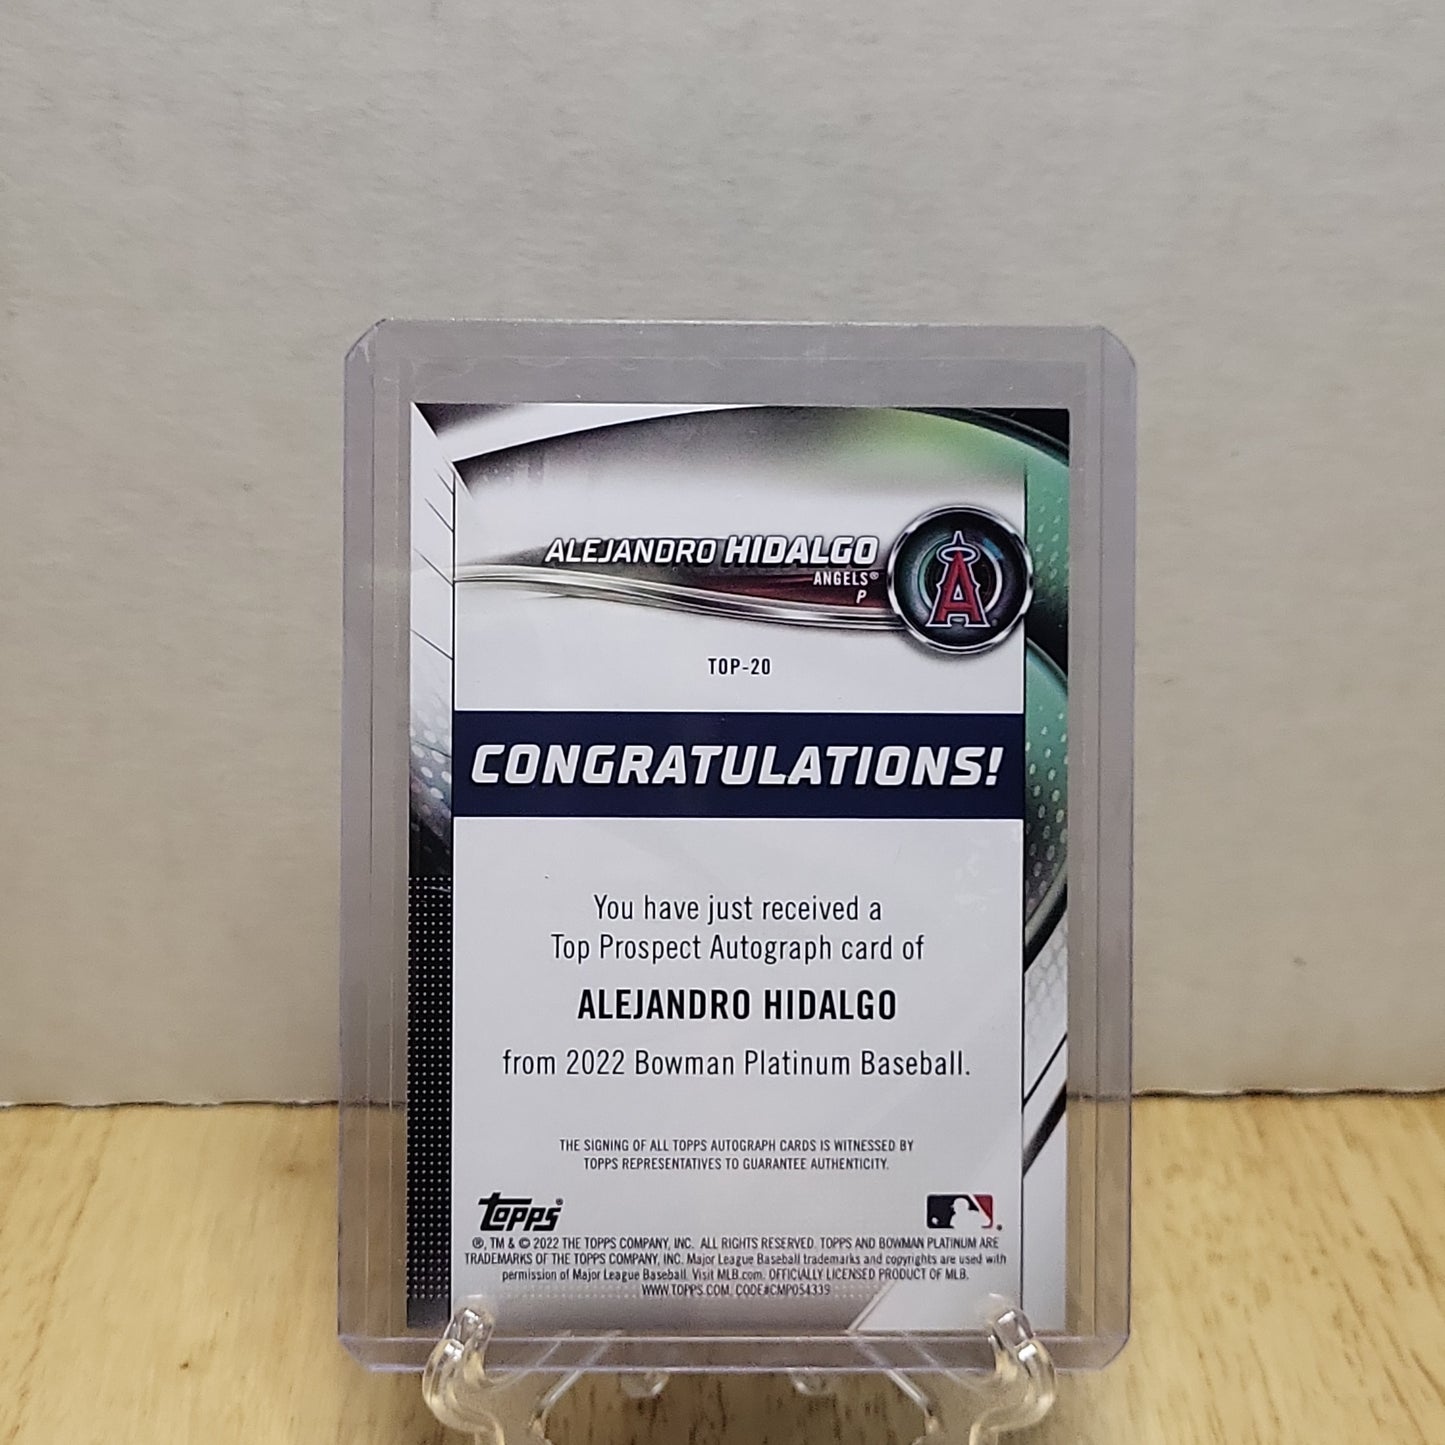 ALEJANDRO HIDALGO
ANGELS®
P
A
TOP-20
CONGRATULATIONS!
You have just received a
Top Prospect Autograph card of
ALEJANDRO HIDALGO
from 2022 Bowman Platinum Baseball.
THE SIGNING OF ALL TOPPS AUTOGRAPH CARDS IS WITNESSED BY
TOPPS REPRESENTATIVES TO GUARANTEE AUTHENTICITY.
topps®
®, TM & © 2022 THE TOPPS COMPANY, INC. ALL RIGHTS RESERVED. TOPPS AND BOWMAN PLATINUM ARE
TRADEMARKS OF THE TOPPS COMPANY, INC. Major League Baseball trademarks and copyrights are used with
permission of Major League Baseball. Visit MLB.com. OFFICIALLY LICENSED PRODUCT OF MLB.
WWW.TOPPS.COM. CODE#CMP054339